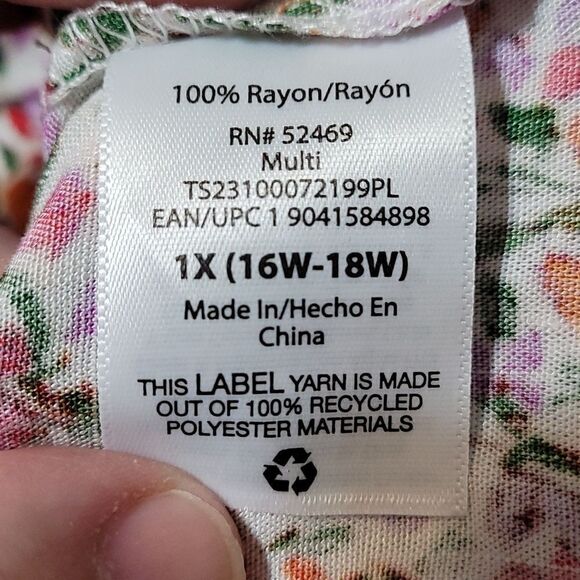 100% Rayon/Rayón
RN# 52469
Multi
TS23100072199PL
EAN/UPC 1 9041584898
1X (16W-18W)
Made In/Hecho En
China
THIS LABEL YARN IS MADE
OUT OF 100% RECYCLED
POLYESTER MATERIALS